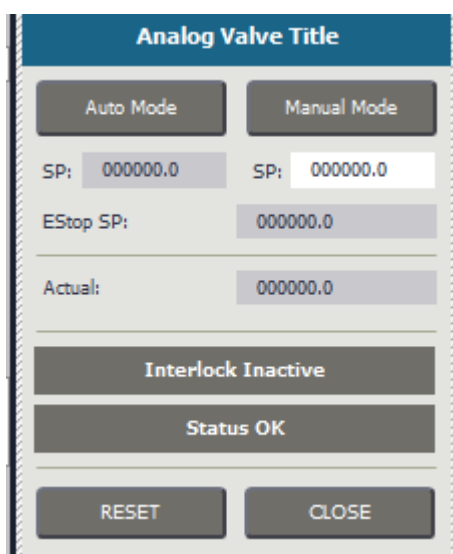 Analog Valve Title
Auto Mode Manual Mode
SP: 000000.0 SP: 000000.0
EStop SP: 000000.0
Actual: 000000.0
Interlock Inactive
Status OK
RESET CLOSE